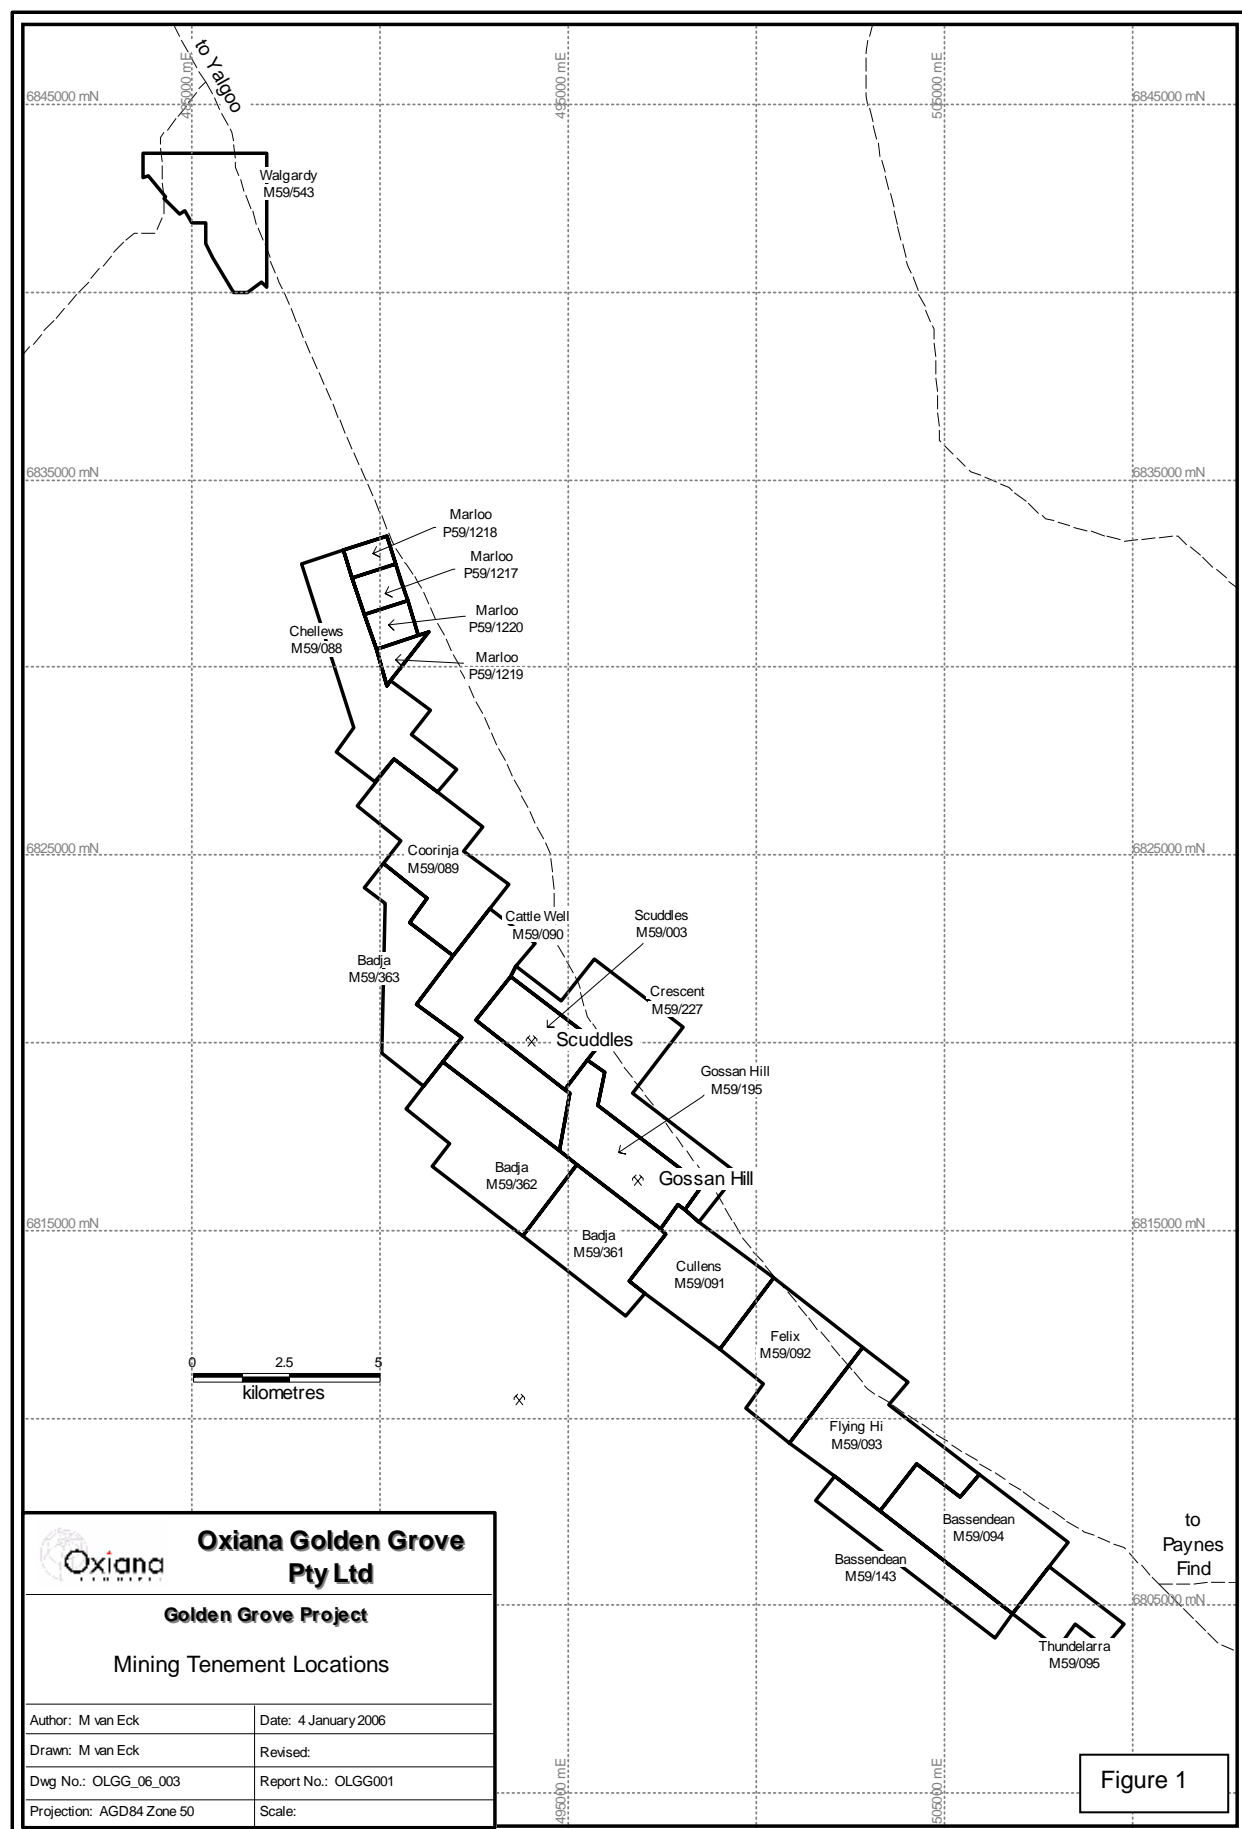 to Yalgoo
485000 mE
495000 mE
505000 mE
6845000 mN
6845000 mN
Walgardy
M59/543
6835000 mN
6835000 mN
Marloo
P59/1218
Marloo
P59/1217
Marloo
P59/1220
Marloo
P59/1219
Chellews
M59/088
6825000 mN
6825000 mN
Coorinja
M59/089
Cattle Well
M59/090
Scuddles
M59/003
Badja
M59/363
Crescent
M59/227
Scuddles
Gossan Hill
M59/195
Badja
M59/362
Gossan Hill
6815000 mN
6815000 mN
Badja
M59/361
Cullens
M59/091
Felix
M59/092
0 2.5 5
kilometres
Flying Hi
M59/093
Bassendean
M59/094
Bassendean
M59/143
to
Paynes
Find
6805000 mN
Thundelarra
M59/095
Oxiana
Oxiana Golden Grove
Pty Ltd
Golden Grove Project
Mining Tenement Locations
Author: M van Eck
Date: 4 January 2006
Drawn: M van Eck
Revised:
Dwg No.: OLGG_06_003
Report No.: OLGG001
Projection: AGD84 Zone 50
Scale:
495000 mE
505000 mE
Figure 1